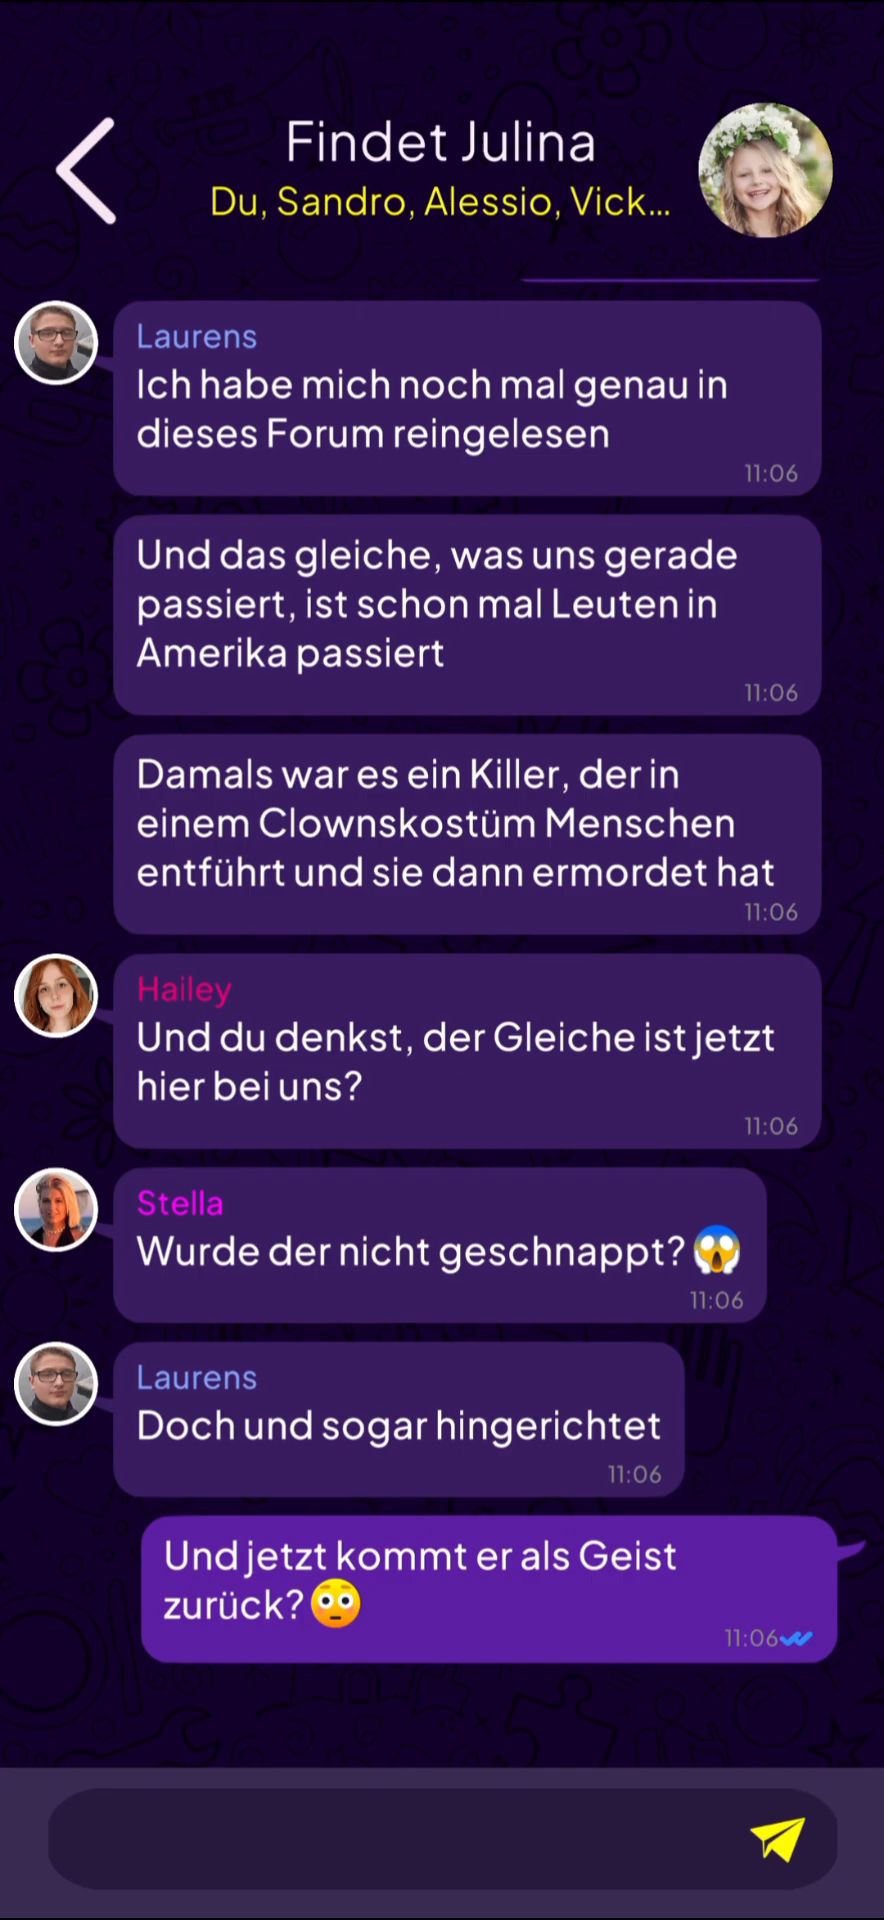 Findet Julina
Du, Sandro, Alessio, Vick...
Laurens
Ich habe mich noch mal genau in
dieses Forum reingelesen
11:06
Und das gleiche, was uns gerade
passiert, ist schon mal Leuten in
Amerika passiert
11:06
Damals war es ein Killer, der in
einem Clownskostüm Menschen
entführt und sie dann ermordet hat
11:06
Hailey
Und du denkst, der Gleiche ist jetzt
hier bei uns?
11:06
Stella
Wurde der nicht geschnappt? 😱
11:06
Laurens
Doch und sogar hingerichtet
11:06
Und jetzt kommt er als Geist
zurück? 😳
11:06